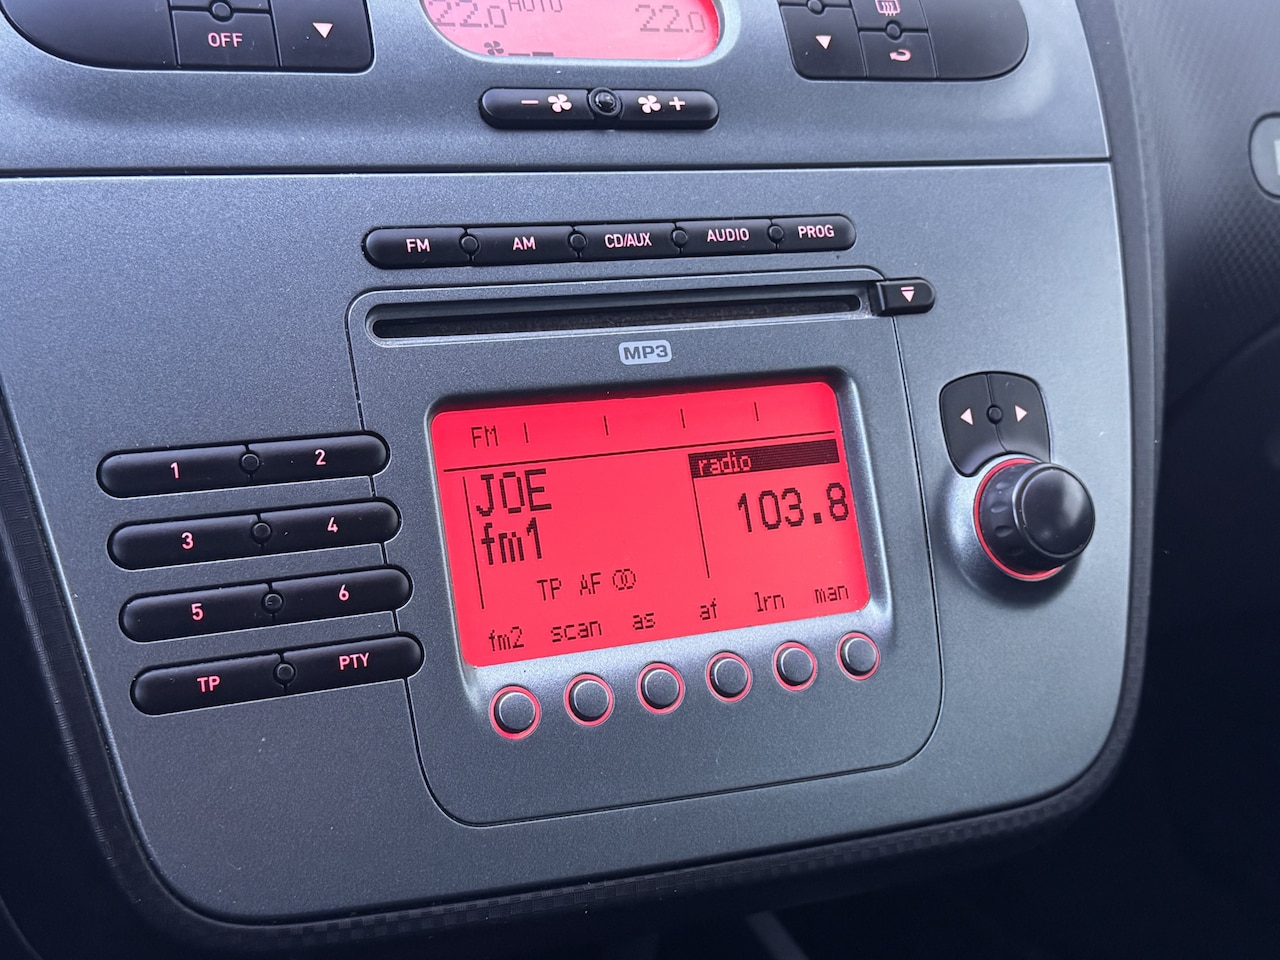 22.0 AUTO 22.0
OFF
FM AM CD/AUX AUDIO PROG
MP3
FM
radio
JOE
103.8
fm1
TP AF
fm2 scan as af lrn man
1 2
3 4
5 6
TP PTY